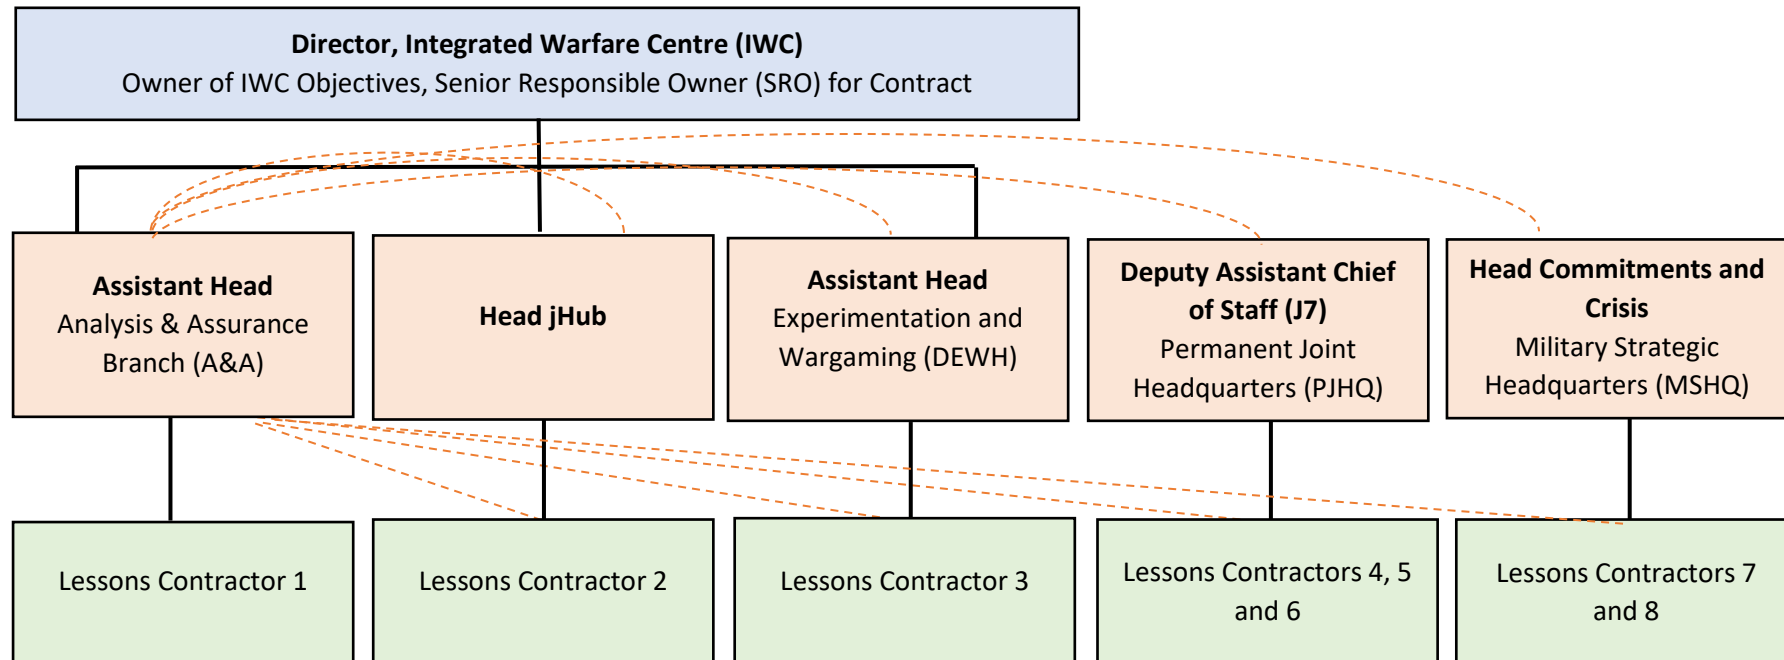 Director, Integrated Warfare Centre (IWC)
Owner of IWC Objectives, Senior Responsible Owner (SRO) for Contract
Assistant Head
Analysis & Assurance
Branch (A&A)
Head jHub
Assistant Head
Experimentation and
Wargaming (DEWH)
Deputy Assistant Chief
of Staff (J7)
Permanent Joint
Headquarters (PJHQ)
Head Commitments and
Crisis
Military Strategic
Headquarters (MSHQ)
Lessons Contractor 1
Lessons Contractor 2
Lessons Contractor 3
Lessons Contractors 4, 5
and 6
Lessons Contractors 7
and 8